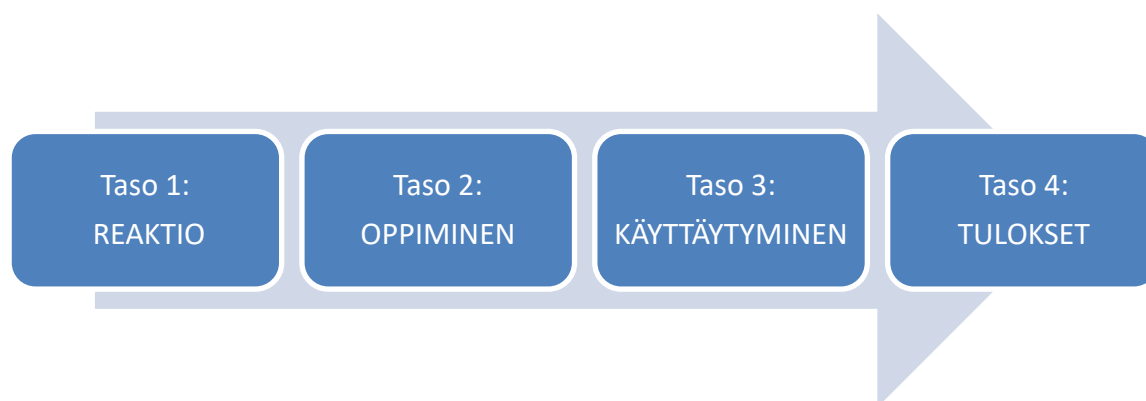 Taso 1:
REAKTIO
Taso 2:
OPPIMINEN
Taso 3:
KÄYTTÄYTYMINEN
Taso 4:
TULOKSET